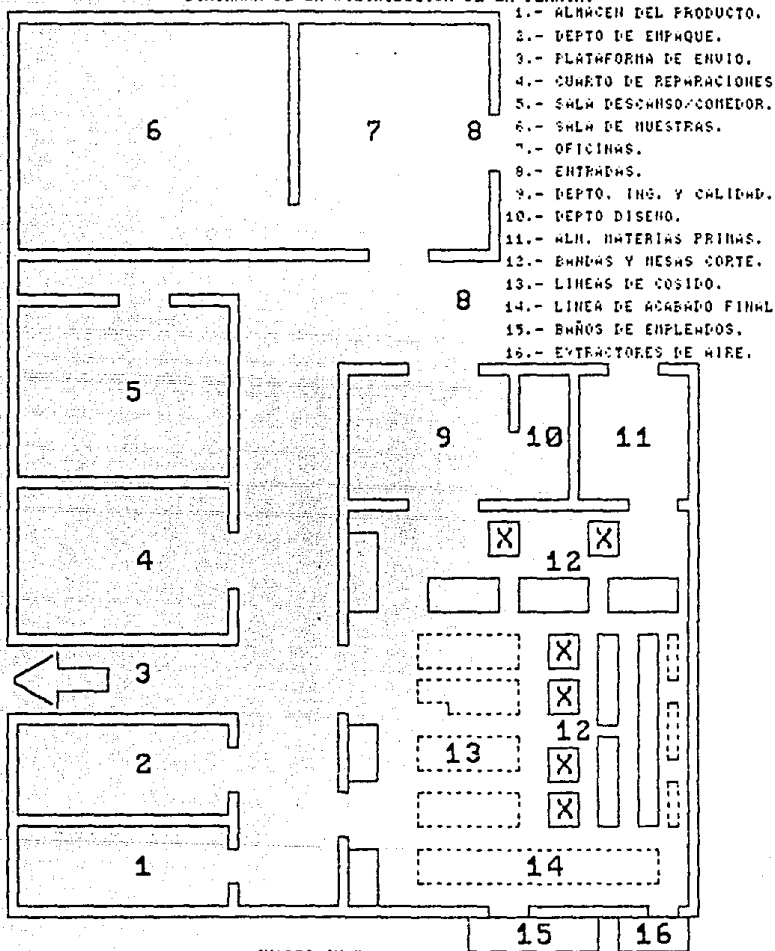 1.- ALMACEN DEL PRODUCTO.
2.- DEPTO DE EMPAQUE.
3.- PLATAFORMA DE ENVIO.
4.- CUARTO DE REPARACIONES
5.- SALA DESCANSO/COMEDOR.
6.- SALA DE MUESTRAS.
7.- OFICINAS.
8.- ENTRADAS.
9.- DEPTO. ING. Y CALIDAD.
10.- DEPTO DISENO.
11.- ALM. MATERIAS PRIMAS.
12.- BANDAS Y MESAS CORTE.
13.- LINEAS DE COSIDO.
14.- LINEA DE ACABADO FINAL
15.- BAÑOS DE EMPLEADOS.
16.- EXTRACTORES DE AIRE.
6 7 8
8
5
9 10 11
4
X X
12
3
X
X
12
2
13
X
X
1
14
15 16